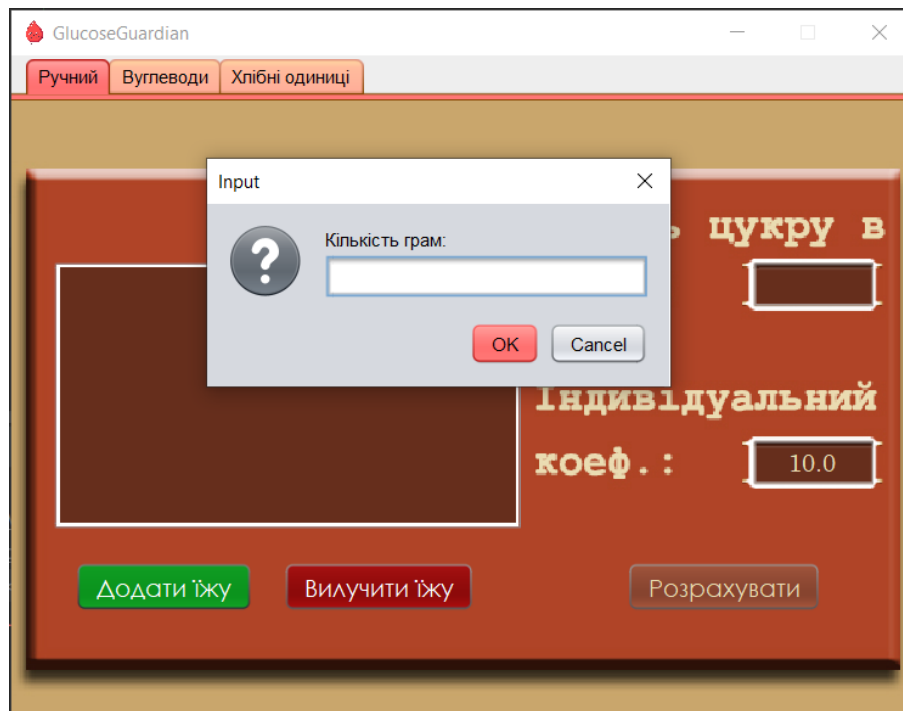 GlucoseGuardian
Ручний Вуглеводи Хлібні одиниці
Input
Кількість грам:
OK Cancel
цукру в
Індивідуальний
коеф.: 10.0
Додати їжу Вилучити їжу Розрахувати